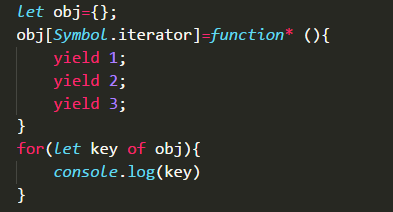 let obj={};
obj[Symbol.iterator]=function* (){
    yield 1;
    yield 2;
    yield 3;
}
for(let key of obj){
    console.log(key)
}